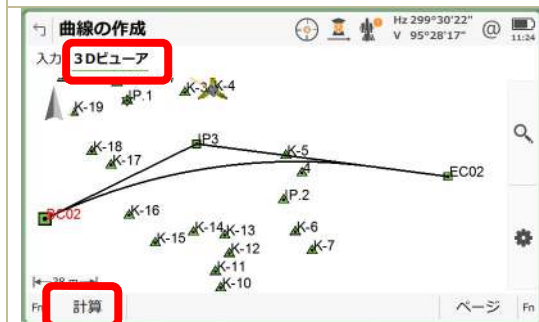 曲線の作成
Hz 299°30'22"
V 95°28'17"
@
11:24
入力 3Dビューア
K-3 K-4
IP.1
K-19
IP3
K-18
K-17
K-5
4
EC02
IP.2
BC02
K-16
K-14 K-13
K-15
K-6
K-12
K-7
K-11
K-10
28 m
Fn 計算 ページ Fn